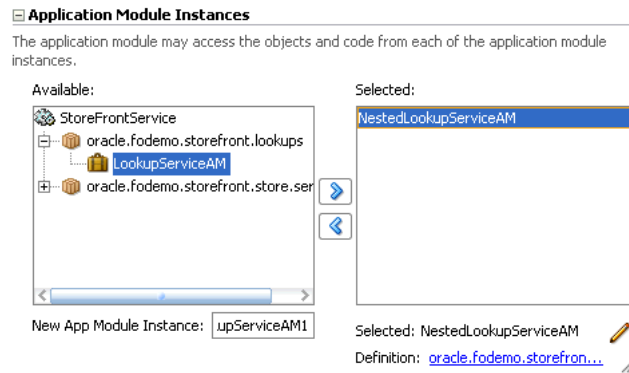 Application Module Instances
The application module may access the objects and code from each of the application module
instances.
Available:
Selected:
StoreFrontService
NestedLookupServiceAM
oracle.fodemo.storefront.lookups
LookupServiceAM
oracle.fodemo.storefront.store.ser
New App Module Instance: upServiceAM1
Selected: NestedLookupServiceAM
Definition: oracle.fodemo.storefron...